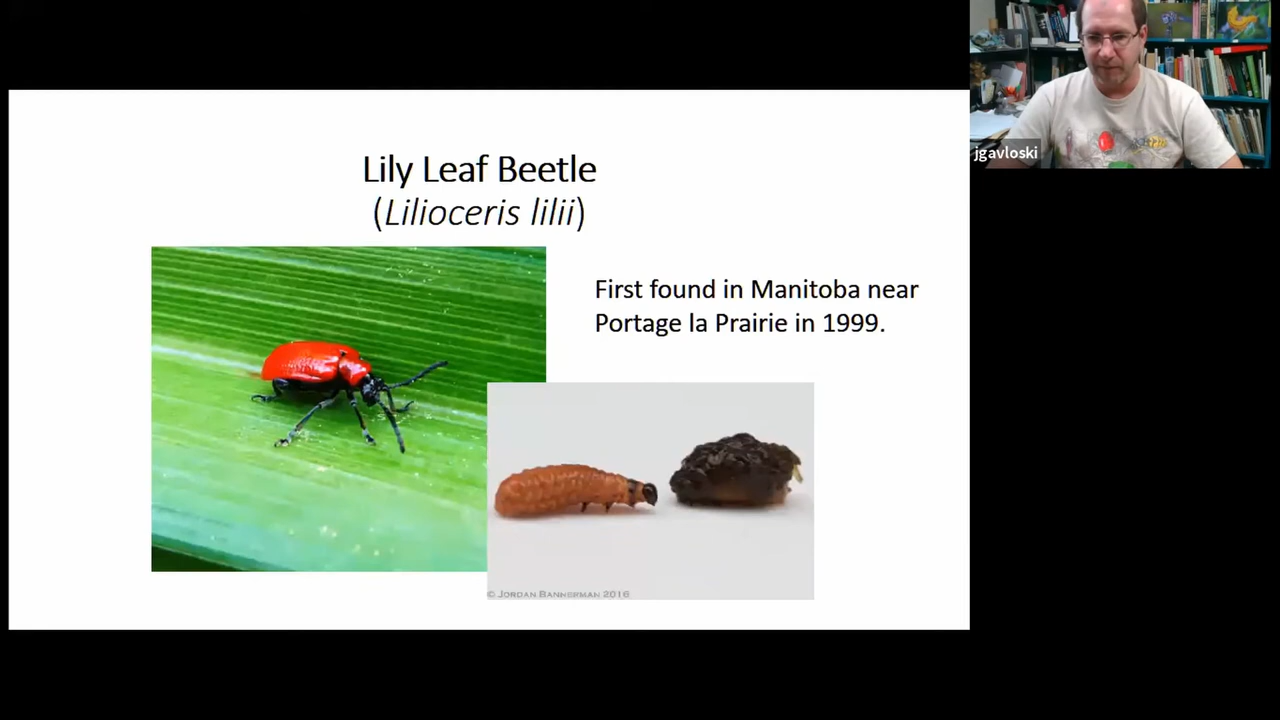 jgavloski
Lily Leaf Beetle
(Lilioceris lilii)
First found in Manitoba near
Portage la Prairie in 1999.
© Jordan Bannerman 2016